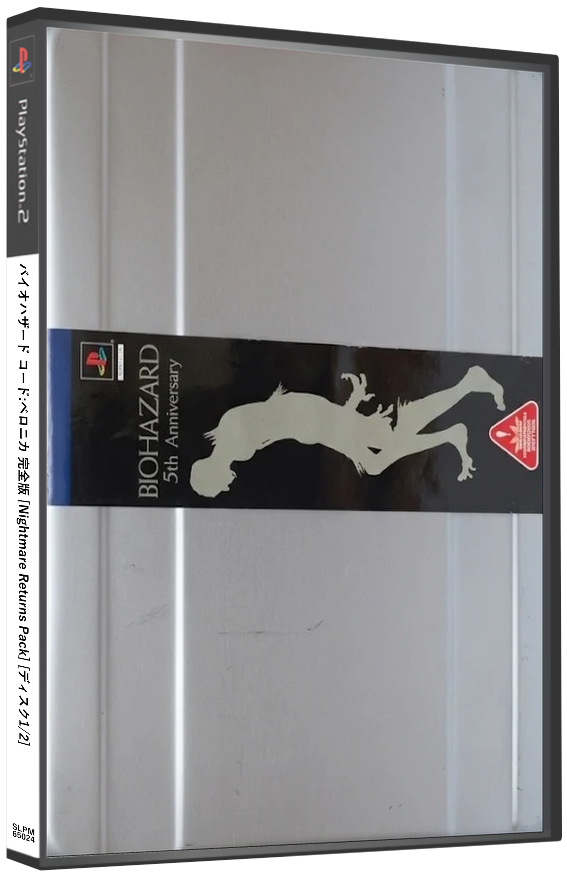 PlayStation.2
バイオハザード コード:ベロニカ 完全版 [Nightmare Returns Pack] [ディスク1/2]
SLPM
65024
BIOHAZARD
5th Anniversary